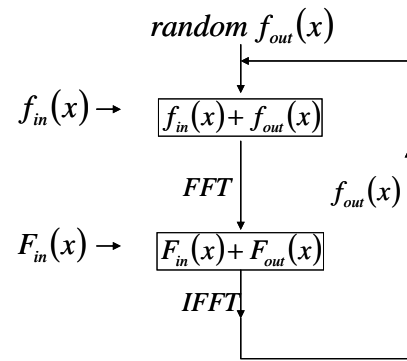 random f_out(x)
f_in(x) →
f_in(x) + f_out(x)
FFT
f_out(x)
F_in(x) →
F_in(x) + F_out(x)
IFFT